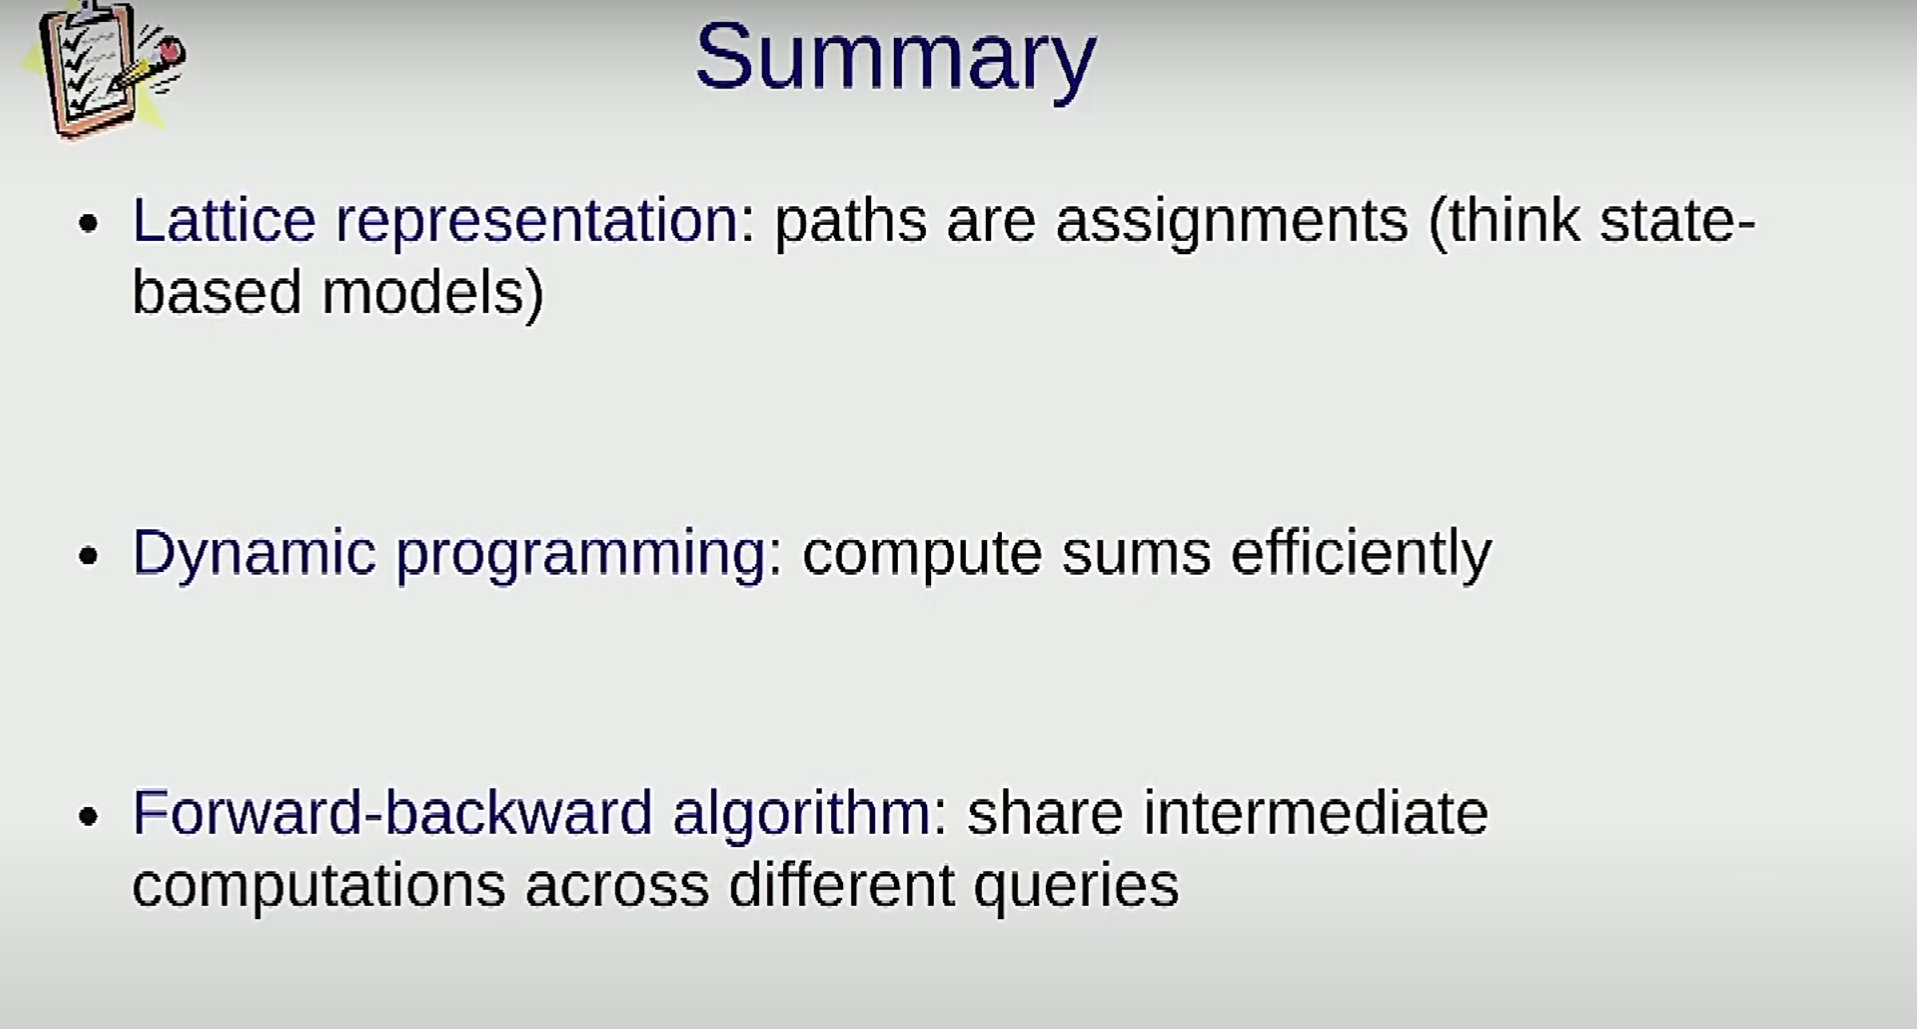 Summary
• Lattice representation: paths are assignments (think state-
based models)
• Dynamic programming: compute sums efficiently
• Forward-backward algorithm: share intermediate
computations across different queries